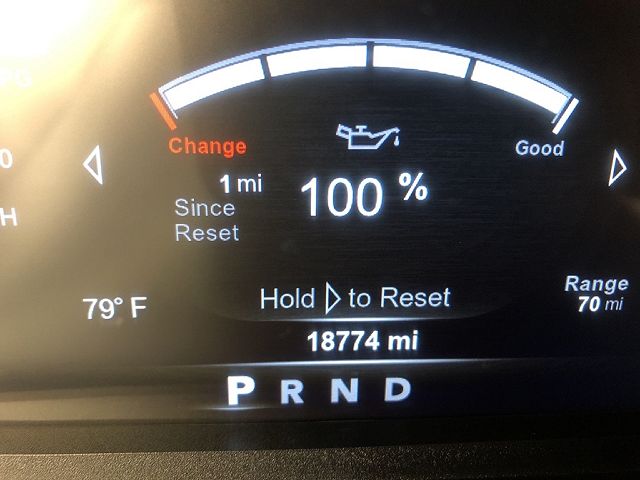 Change
Good
1 mi
Since
Reset
100 %
Hold ▷ to Reset
79° F
Range
70 mi
18774 mi
P R N D